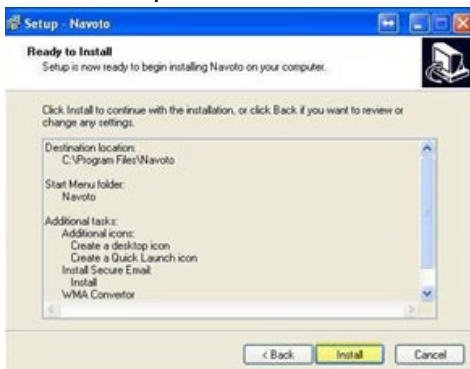 Setup - Navoto
Ready to Install
Setup is now ready to begin installing Navoto on your computer.
Click Install to continue with the installation, or click Back if you want to review or
change any settings.
Destination location:
C:\Program Files\Navoto
Start Menu folder:
Navoto
Additional tasks:
Additional icons:
Create a desktop icon
Create a Quick Launch icon
Install Secure Email:
Install
WMA Convertor
< Back
Install
Cancel